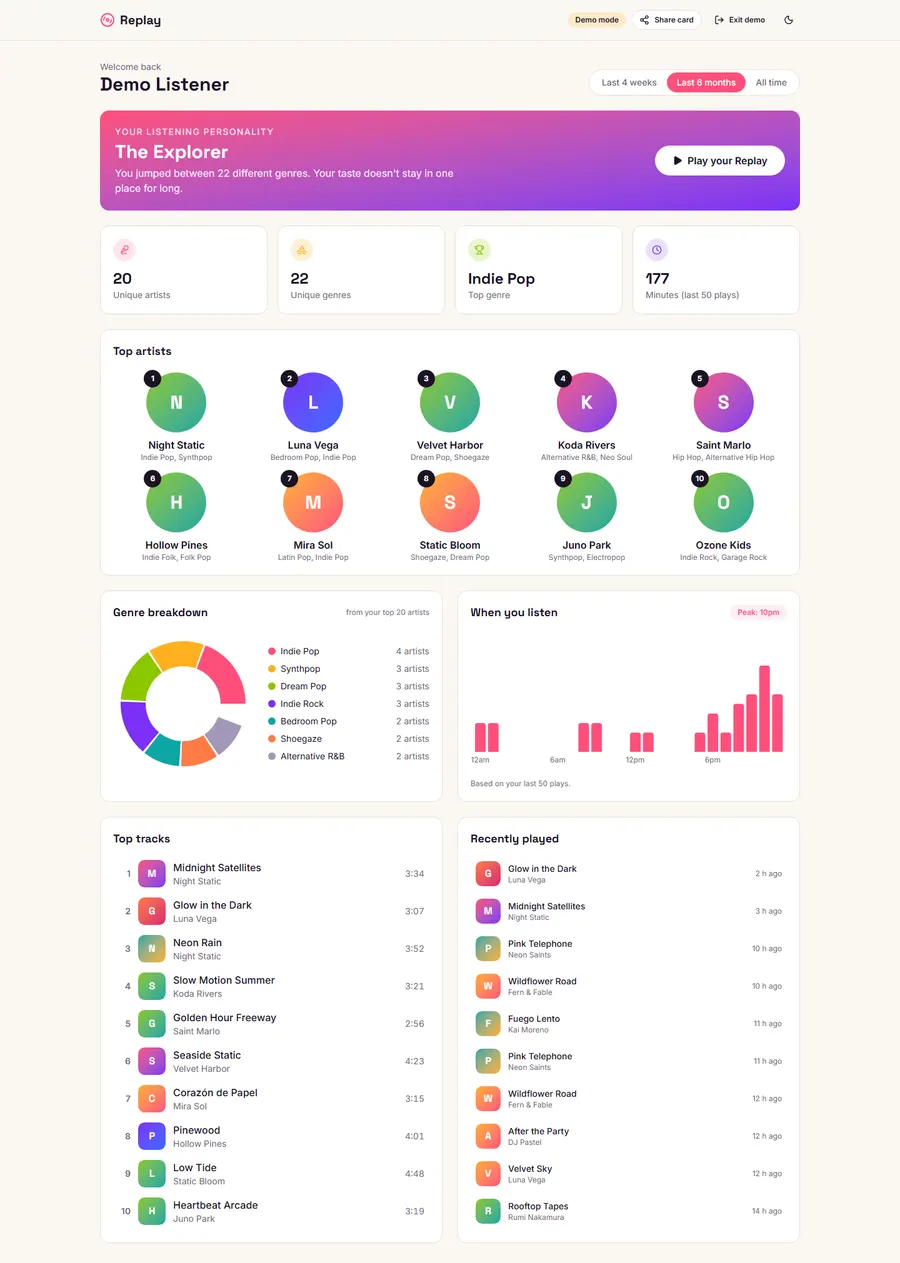 Replay
Demo mode
Share card
Exit demo
Welcome back
Demo Listener
Last 4 weeks
Last 6 months
All time
YOUR LISTENING PERSONALITY
The Explorer
You jumped between 22 different genres. Your taste doesn't stay in one
place for long.
Play your Replay
20
Unique artists
22
Unique genres
Indie Pop
Top genre
177
Minutes (last 50 plays)
Top artists
1
N
Night Static
Indie Pop, Synthpop
2
L
Luna Vega
Bedroom Pop, Indie Pop
3
V
Velvet Harbor
Dream Pop, Shoegaze
4
K
Koda Rivers
Alternative R&B, Neo Soul
5
S
Saint Marlo
Hip Hop, Alternative Hip Hop
6
H
Hollow Pines
Indie Folk, Folk Pop
7
M
Mira Sol
Latin Pop, Indie Pop
8
S
Static Bloom
Shoegaze, Dream Pop
9
J
Juno Park
Synthpop, Electropop
10
O
Ozone Kids
Indie Rock, Garage Rock
Genre breakdown
from your top 20 artists
Indie Pop 4 artists
Synthpop 3 artists
Dream Pop 3 artists
Indie Rock 3 artists
Bedroom Pop 2 artists
Shoegaze 2 artists
Alternative R&B 2 artists
When you listen
Peak: 10pm
12am 6am 12pm 6pm
Based on your last 50 plays.
Top tracks
1 M Midnight Satellites 3:34
Night Static
2 G Glow in the Dark 3:07
Luna Vega
3 N Neon Rain 3:52
Night Static
4 S Slow Motion Summer 3:21
Koda Rivers
5 G Golden Hour Freeway 2:56
Saint Marlo
6 S Seaside Static 4:23
Velvet Harbor
7 C Corazón de Papel 3:15
Mira Sol
8 P Pinewood 4:01
Hollow Pines
9 L Low Tide 4:48
Static Bloom
10 H Heartbeat Arcade 3:19
Juno Park
Recently played
G Glow in the Dark 2 h ago
Luna Vega
M Midnight Satellites 3 h ago
Night Static
P Pink Telephone 10 h ago
Neon Saints
W Wildflower Road 10 h ago
Fern & Fable
F Fuego Lento 11 h ago
Kai Moreno
P Pink Telephone 11 h ago
Neon Saints
W Wildflower Road 12 h ago
Fern & Fable
A After the Party 12 h ago
DJ Pastel
V Velvet Sky 12 h ago
Luna Vega
R Rooftop Tapes 14 h ago
Rumi Nakamura